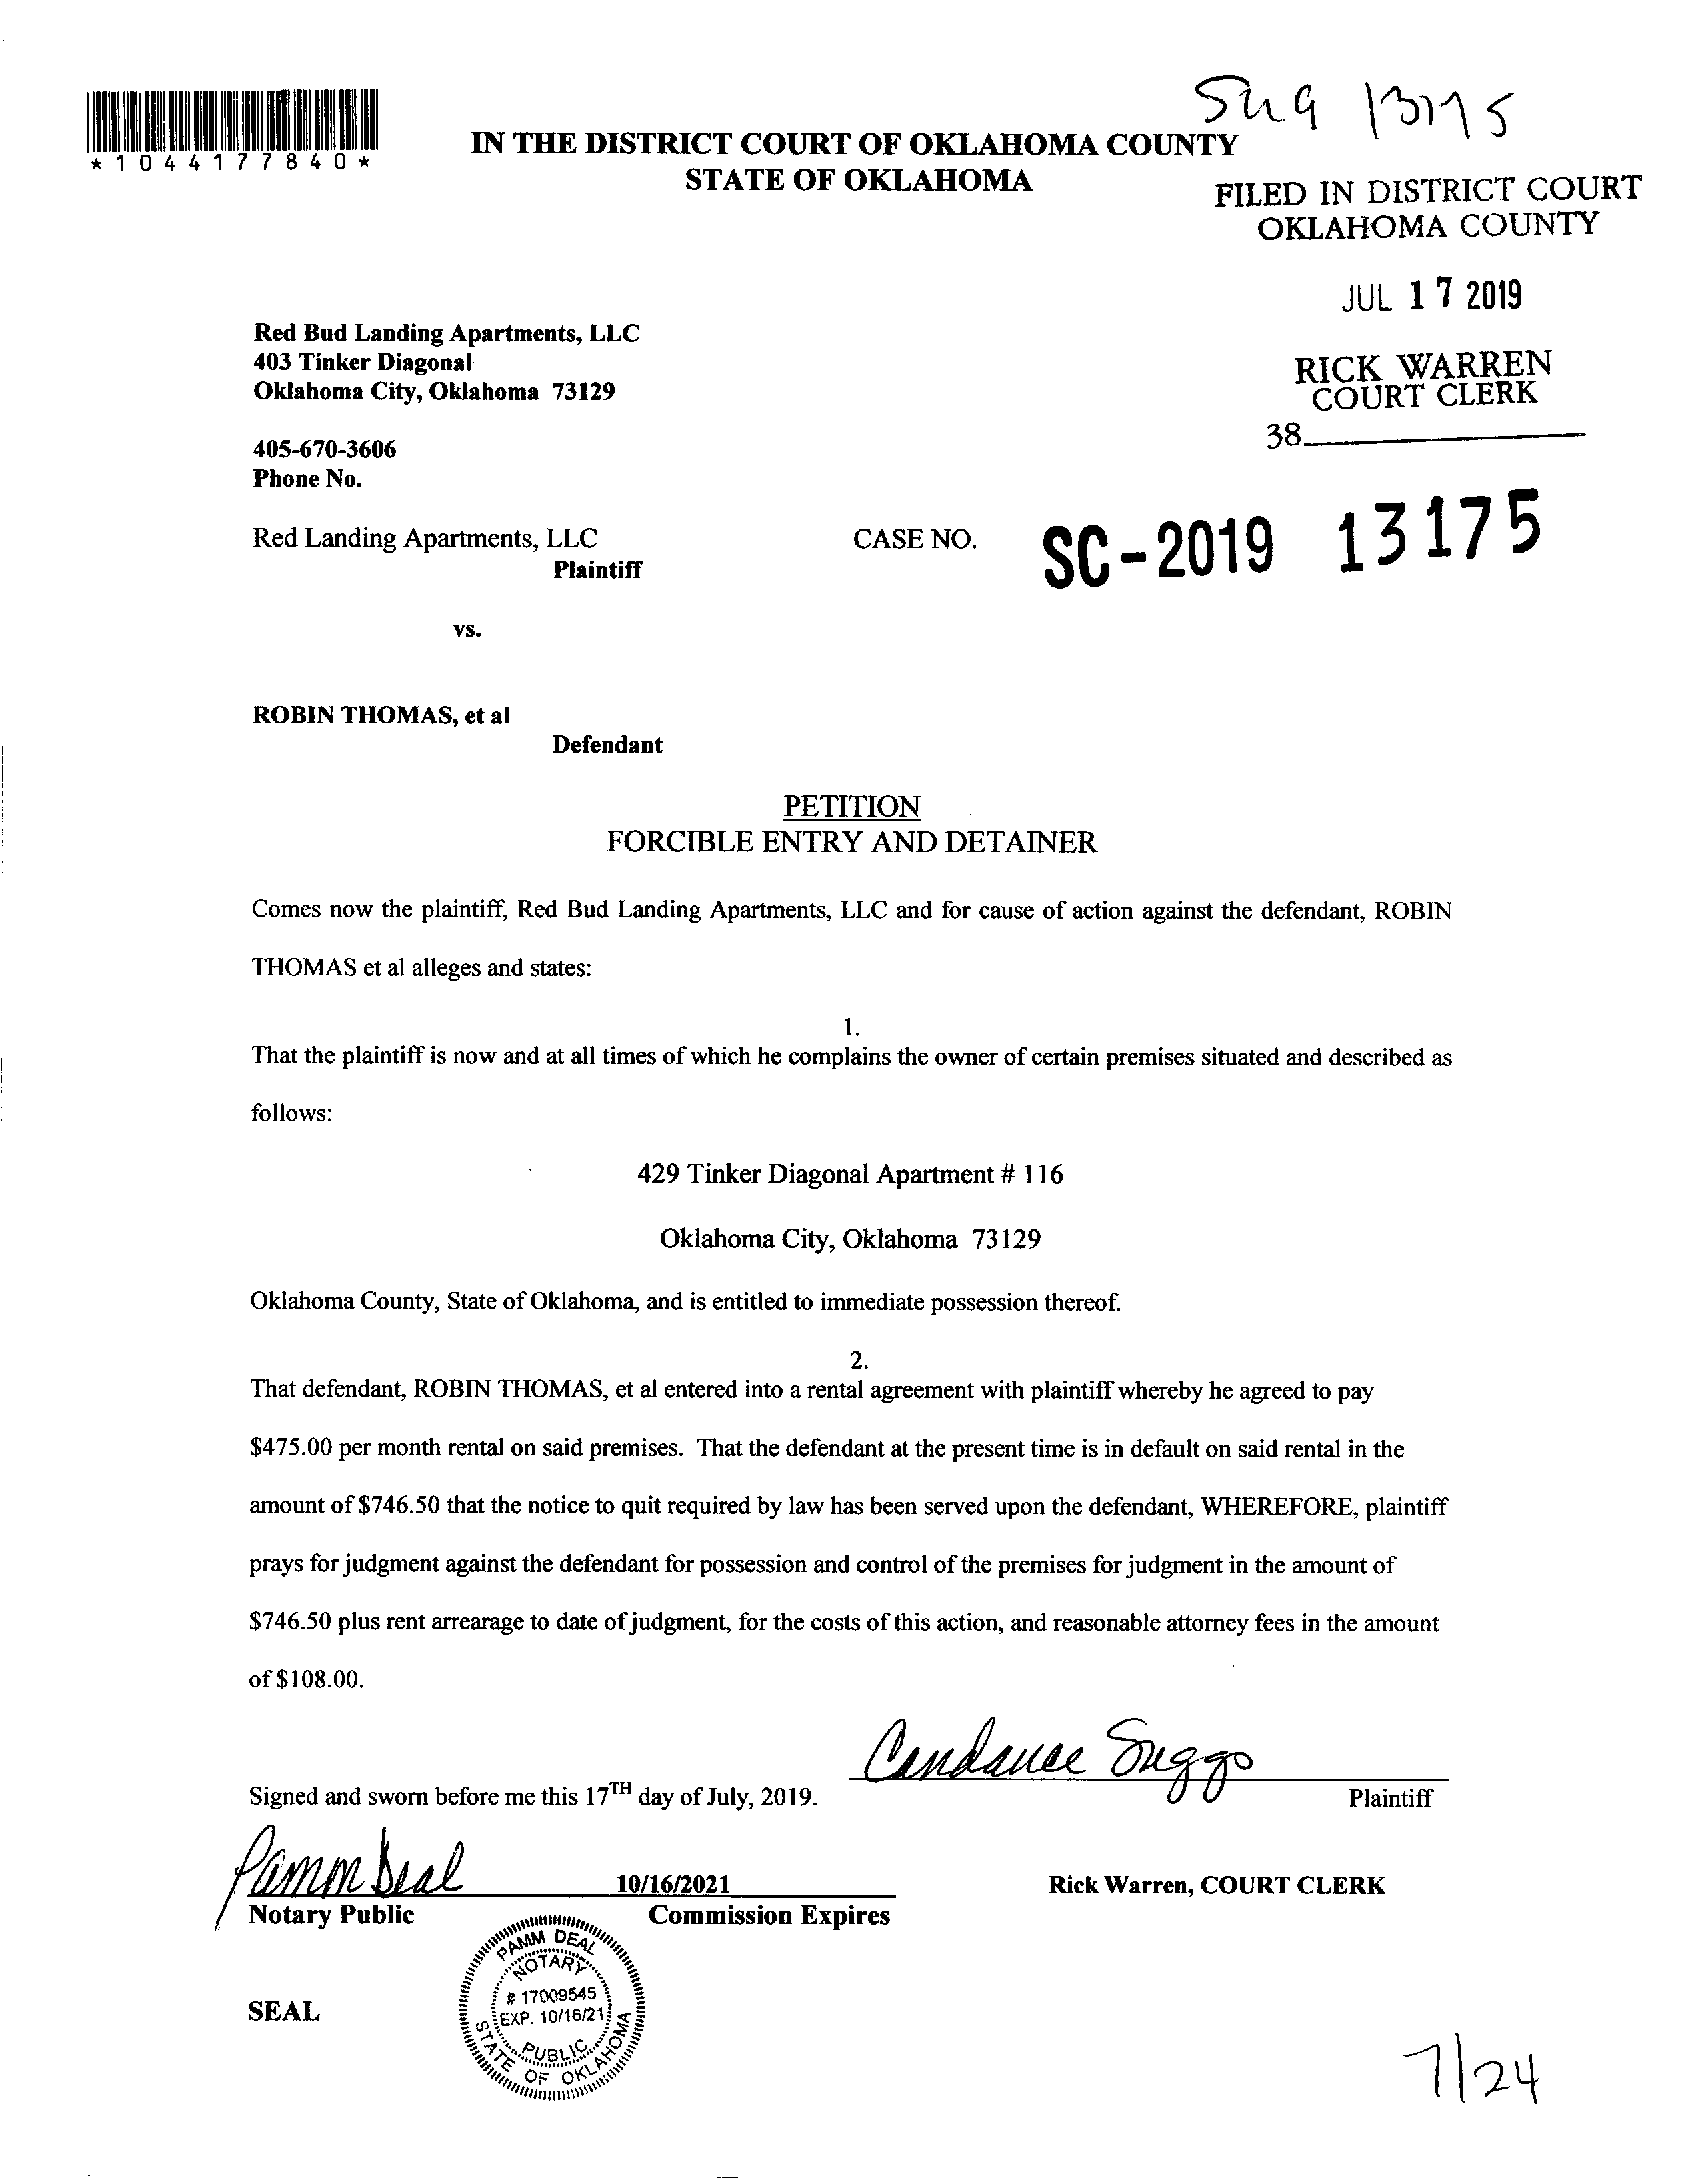 IN THE DISTRICT COURT OF OKLAHOMA COUNTY
STATE OF OKLAHOMA
*1044177840*
13175
FILED IN DISTRICT COURT
OKLAHOMA COUNTY
JUL 17 2019
RICK WARREN
COURT CLERK
38
Red Bud Landing Apartments, LLC
403 Tinker Diagonal
Oklahoma City, Oklahoma 73129
405-670-3606
Phone No.
Red Landing Apartments, LLC
Plaintiff
CASE NO. SC-2019 13175
vs.
ROBIN THOMAS, et al
Defendant
PETITION
FORCIBLE ENTRY AND DETAINER
Comes now the plaintiff, Red Bud Landing Apartments, LLC and for cause of action against the defendant, ROBIN
THOMAS et al alleges and states:
1.
That the plaintiff is now and at all times of which he complains the owner of certain premises situated and described as
follows:
429 Tinker Diagonal Apartment # 116
Oklahoma City, Oklahoma 73129
Oklahoma County, State of Oklahoma, and is entitled to immediate possession thereof.
2.
That defendant, ROBIN THOMAS, et al entered into a rental agreement with plaintiff whereby he agreed to pay
$475.00 per month rental on said premises. That the defendant at the present time is in default on said rental in the
amount of $746.50 that the notice to quit required by law has been served upon the defendant, WHEREFORE, plaintiff
prays for judgment against the defendant for possession and control of the premises for judgment in the amount of
$746.50 plus rent arrearage to date of judgment, for the costs of this action, and reasonable attorney fees in the amount
of $108.00.
Candance Suggs
Signed and sworn before me this 17TH day of July, 2019.
Plaintiff
Pamm Deal
10/16/2021
Rick Warren, COURT CLERK
Notary Public
Commission Expires
SEAL
PAMM DEAL
NOTARY
# 17009545
EXP. 10/16/21
PUBLIC
STATE OF OKLAHOMA
7/24